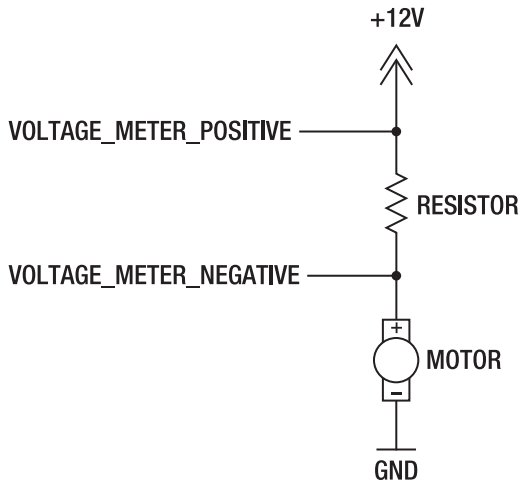 +12V
VOLTAGE_METER_POSITIVE
RESISTOR
VOLTAGE_METER_NEGATIVE
+
MOTOR
-
GND